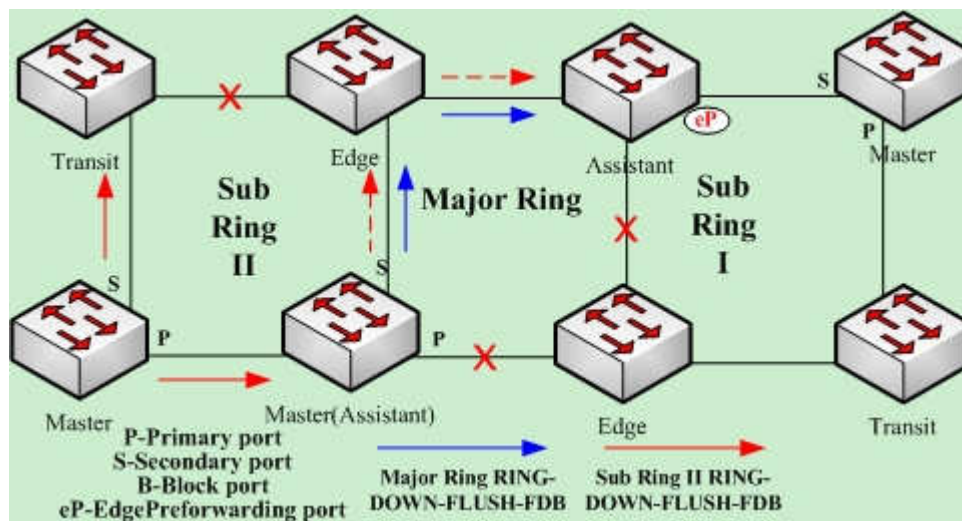 S
eP
P
Transit
Edge
Assistant
Master
Sub
Ring
II
Major Ring
Sub
Ring
I
S
S
P
P
Master
Master(Assistant)
Edge
Transit
P-Primary port
S-Secondary port
B-Block port
eP-EdgePreforwarding port
Major Ring RING-
DOWN-FLUSH-FDB
Sub Ring II RING-
DOWN-FLUSH-FDB